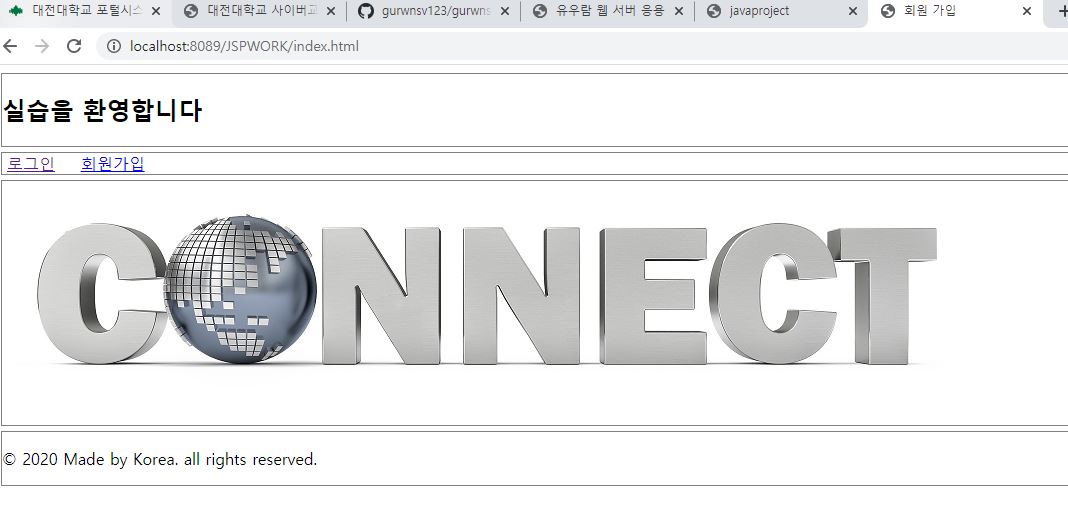 대전대학교 포털시스
대전대학교 사이버교
gurwnsv123/gurwns
유우람 웹 서버 응용
javaproject
회원 가입
localhost:8089/JSPWORK/index.html
실습을 환영합니다
로그인 회원가입
CONNECT
© 2020 Made by Korea. all rights reserved.